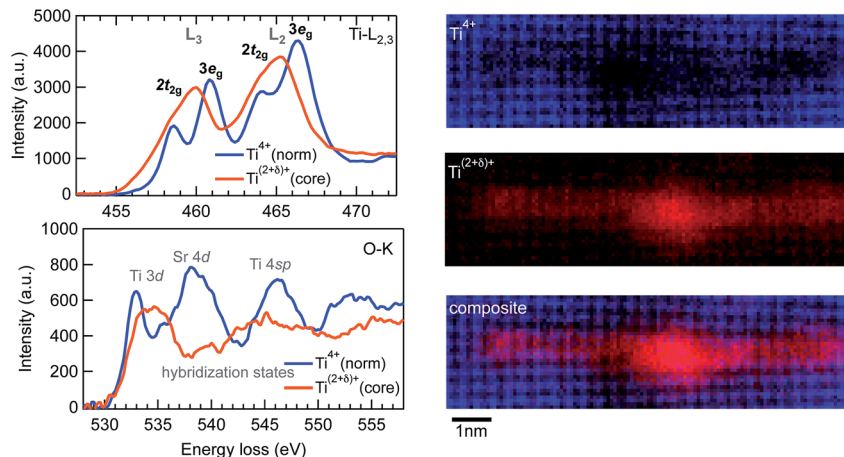 5000
4000
3000
2000
1000
0
Intensity (a.u.)
L₃
L₂
Ti-L₂,₃
2t₂g
3eg
2t₂g
3eg
Ti⁴⁺(norm)
Ti⁽²⁺ᵟ⁾⁺(core)
455
460
465
470
1000
800
600
400
200
0
Intensity (a.u.)
O-K
Ti 3d
Sr 4d
Ti 4sp
hybridization states
Ti⁴⁺(norm)
Ti⁽²⁺ᵟ⁾⁺(core)
530
535
540
545
550
555
Energy loss (eV)
Ti⁴⁺
Ti⁽²⁺ᵟ⁾⁺
composite
1nm